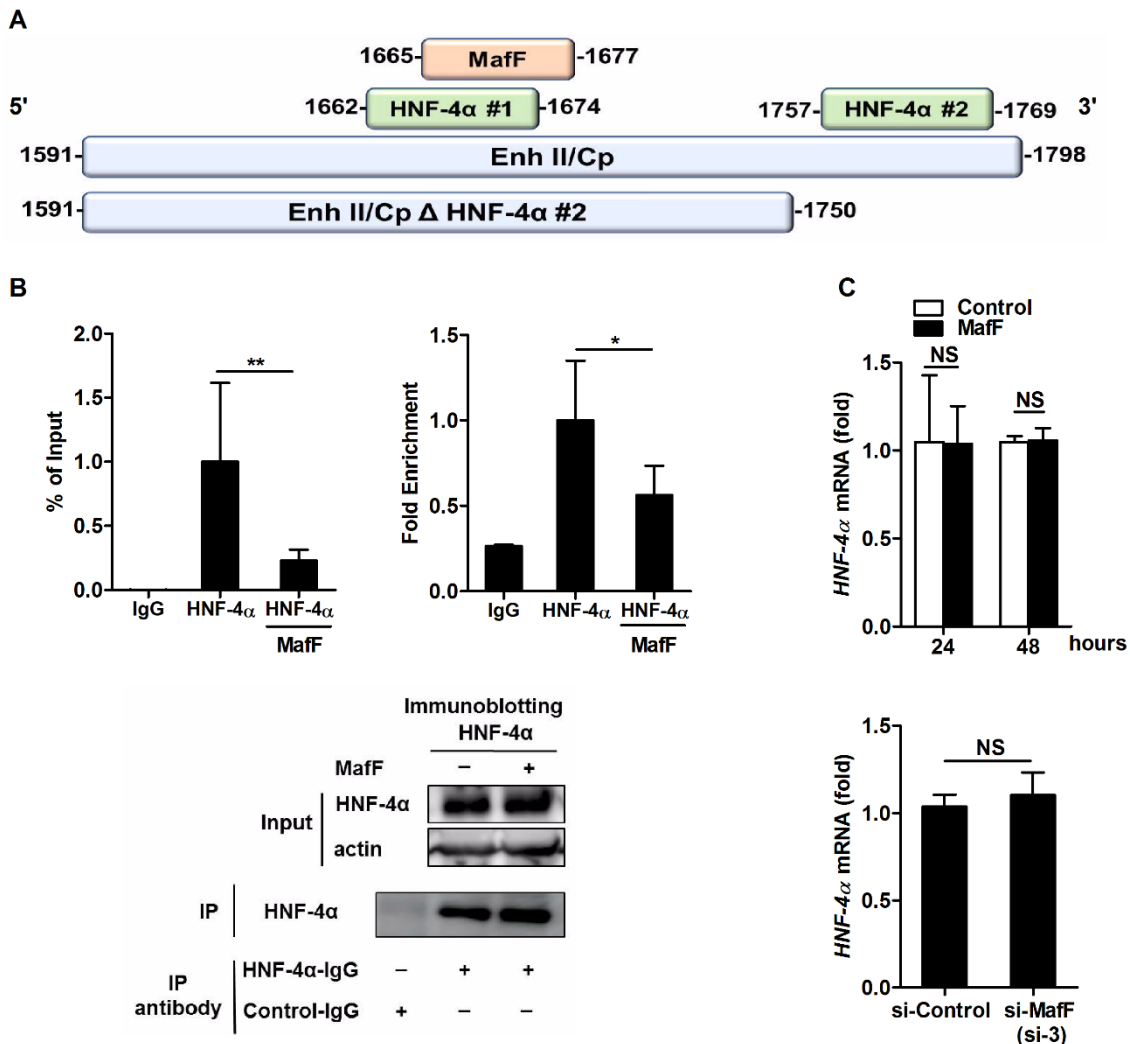 A
1665- MafF -1677
5' 1662- HNF-4α #1 -1674 1757- HNF-4α #2 -1769 3'
1591- Enh II/Cp -1798
1591- Enh II/Cp Δ HNF-4α #2 -1750
B
% of Input
2.0
1.5
1.0
0.5
0.0
**
IgG HNF-4α HNF-4α
MafF
Fold Enrichment
1.5
1.0
0.5
0.0
*
IgG HNF-4α HNF-4α
MafF
C
Control
MafF
HNF-4α mRNA (fold)
1.5
1.0
0.5
0.0
NS NS
24 48 hours
Immunoblotting
HNF-4α
MafF – +
Input HNF-4α
actin
IP HNF-4α
IP antibody
HNF-4α-IgG – + +
Control-IgG + – –
HNF-4α mRNA (fold)
1.5
1.0
0.5
0.0
NS
si-Control si-MafF
(si-3)